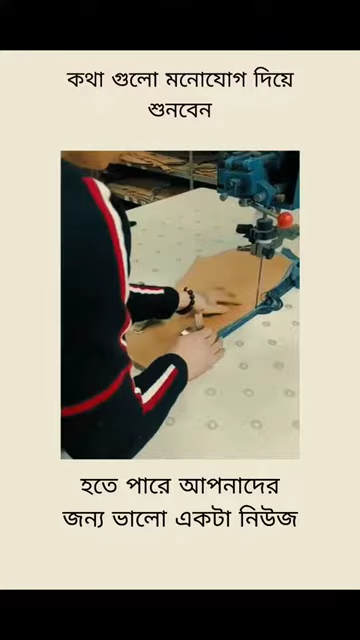 কথা গুলো মনোযোগ দিয়ে
শুনবেন
হতে পারে আপনাদের
জন্য ভালো একটা নিউজ